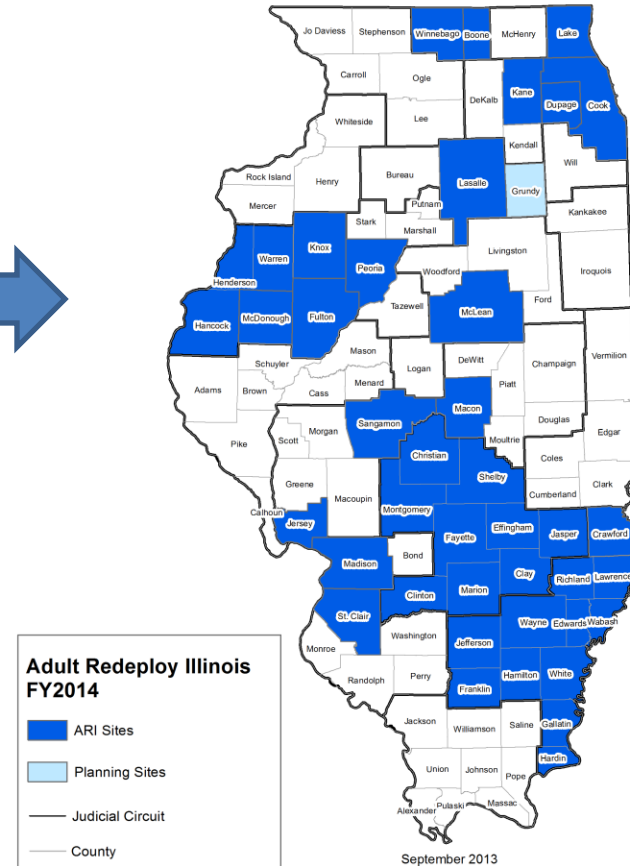 Jo Daviess
Stephenson
Winnebago
Boone
McHenry
Lake
Carroll
Ogle
DeKalb
Kane
Dupage
Cook
Whiteside
Lee
Kendall
Will
Rock Island
Henry
Bureau
Lasalle
Grundy
Mercer
Putnam
Kankakee
Stark
Marshall
Knox
Warren
Henderson
Peoria
Livingston
Woodford
Iroquois
Ford
Tazewell
McLean
Hancock
McDonough
Fulton
Mason
Schuyler
Logan
DeWitt
Champaign
Vermilion
Adams
Brown
Cass
Menard
Piatt
Macon
Douglas
Sangamon
Morgan
Scott
Pike
Christian
Moultrie
Edgar
Coles
Shelby
Greene
Macoupin
Montgomery
Cumberland
Clark
Calhoun
Jersey
Fayette
Effingham
Jasper
Crawford
Bond
Madison
Clay
Richland
Lawrence
Marion
Clinton
St. Clair
Wayne
Edwards
Wabash
Washington
Jefferson
Monroe
Randolph
Perry
Franklin
Hamilton
White
Jackson
Williamson
Saline
Gallatin
Hardin
Union
Johnson
Pope
Alexander
Pulaski
Massac
Adult Redeploy Illinois
FY2014
ARI Sites
Planning Sites
Judicial Circuit
County
September 2013